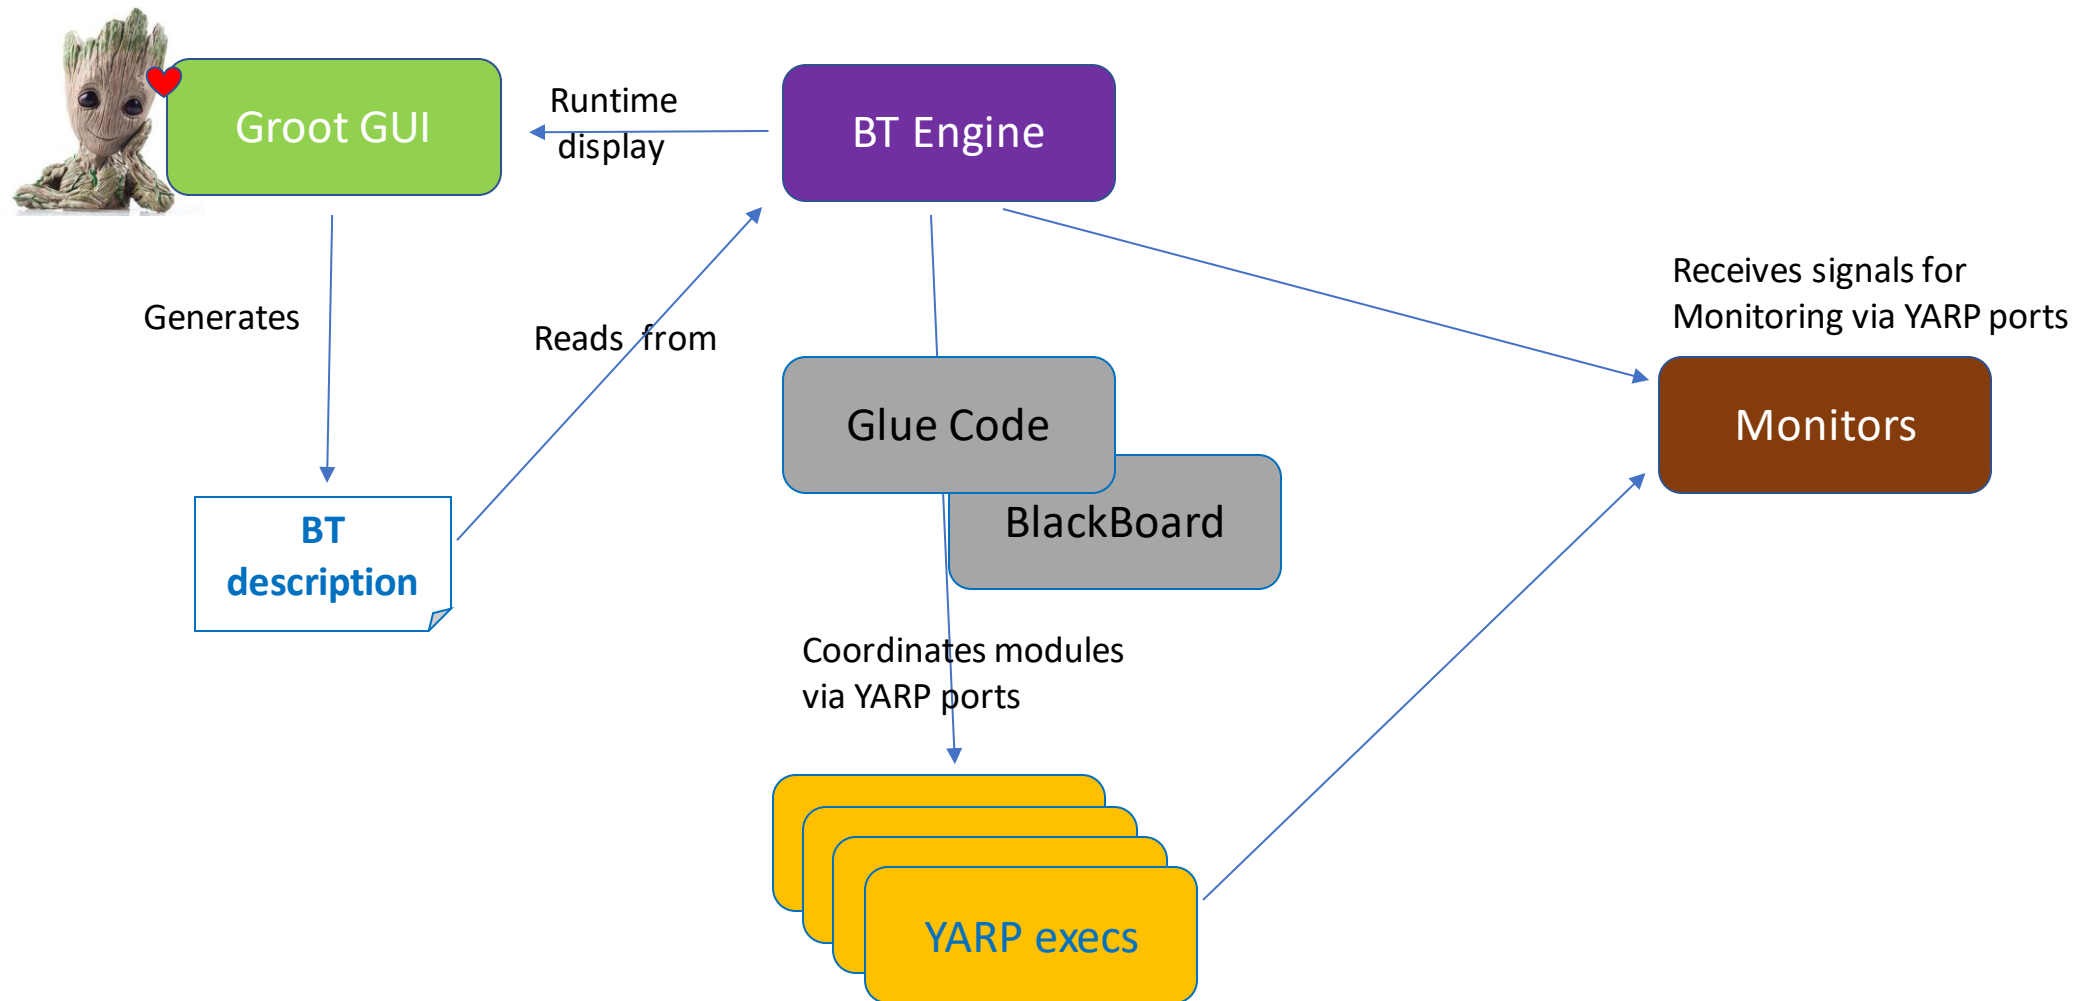 Groot GUI
Runtime
display
BT Engine
Generates
Reads from
Receives signals for
Monitoring via YARP ports
Glue Code
Monitors
BlackBoard
BT
description
Coordinates modules
via YARP ports
YARP execs